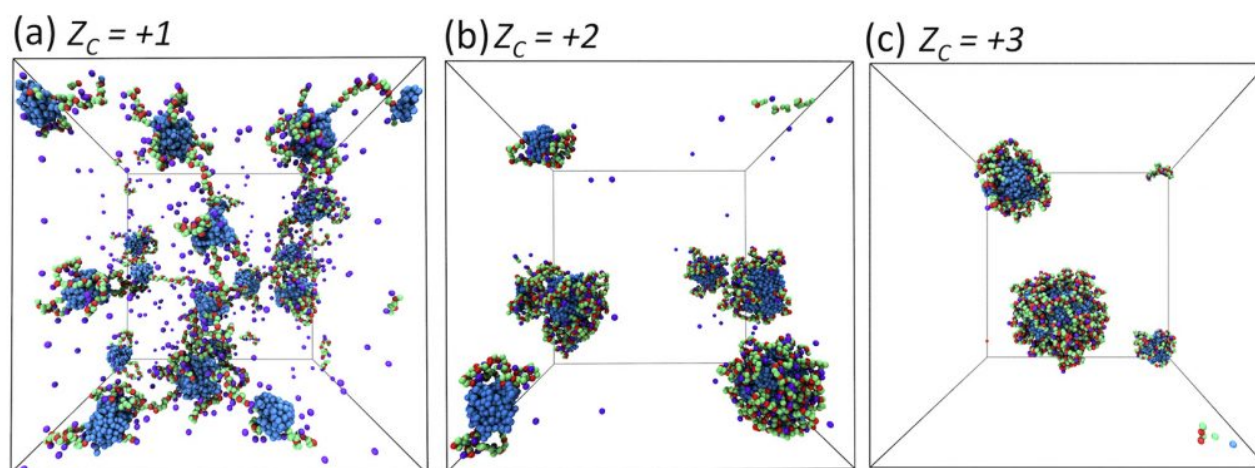 (a) Z_C = +1
(b) Z_C = +2
(c) Z_C = +3